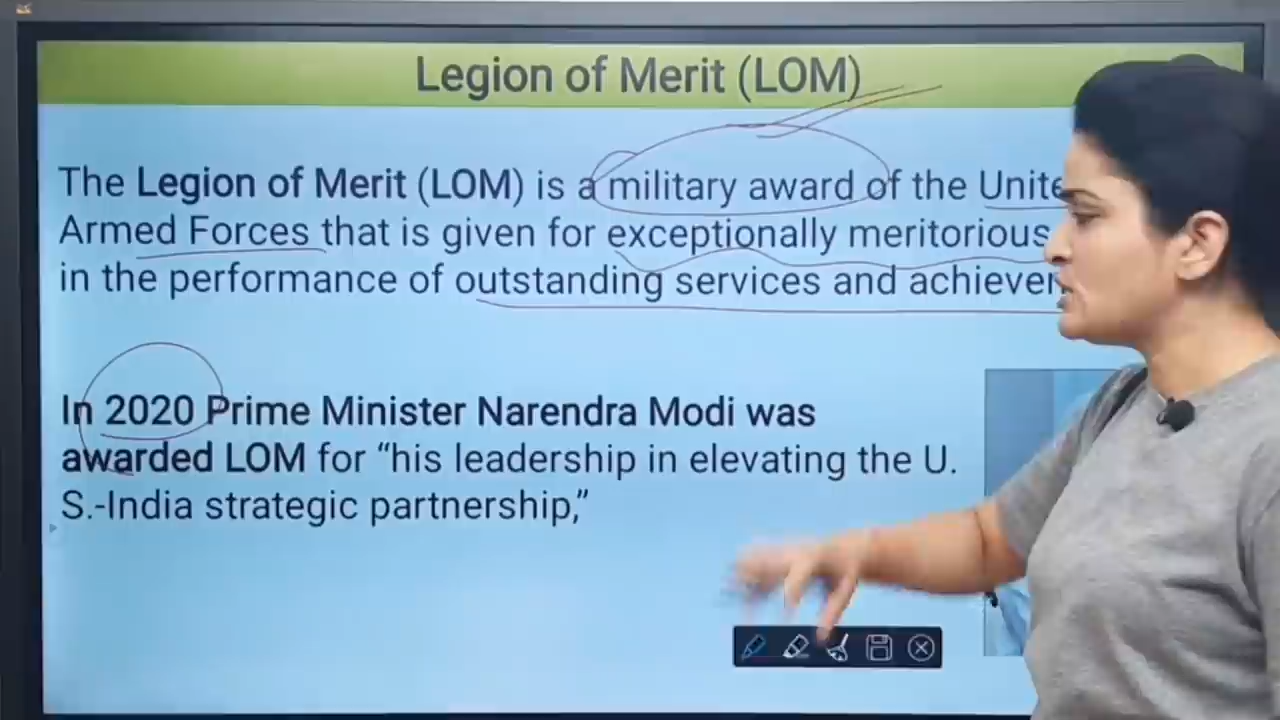 Legion of Merit (LOM)
The Legion of Merit (LOM) is a military award of the
Armed Forces that is given for exceptionally meritorious
in the performance of outstanding services and
In 2020 Prime Minister Narendra Modi was
awarded LOM for “his leadership in elevating the U.
S.-India strategic partnership,”